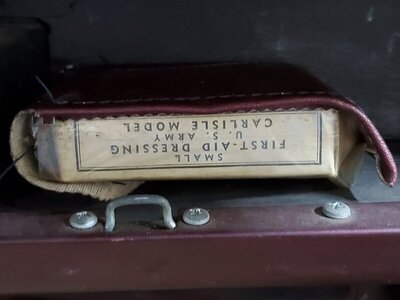 SMALL
FIRST-AID DRESSING
U. S. ARMY
CARLISLE MODEL